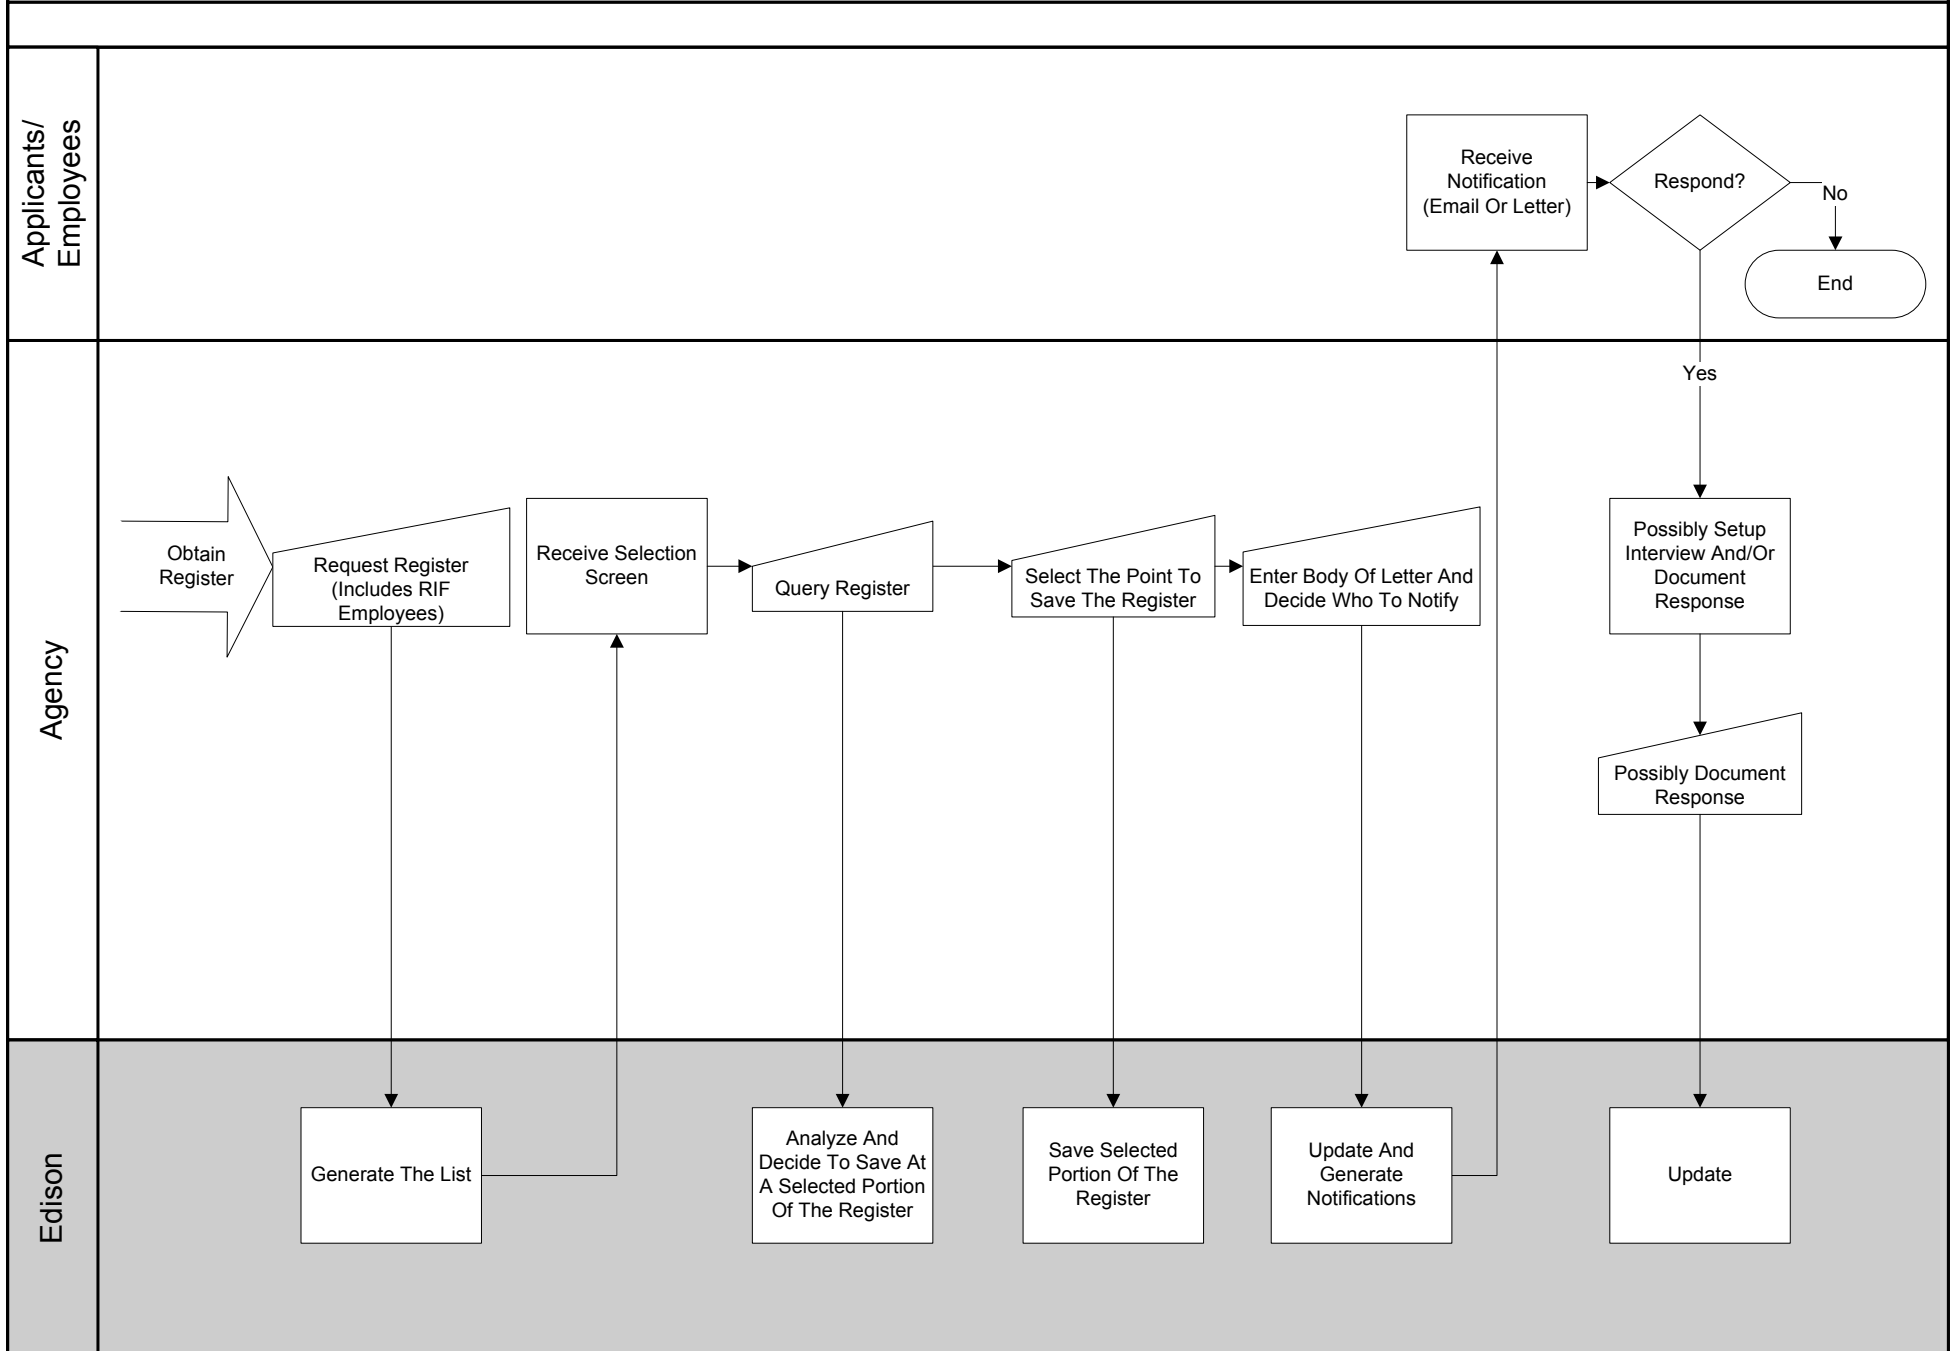 Applicants/
Employees
Receive
Notification
(Email Or Letter)
Respond?
No
End
Yes
Agency
Obtain
Register
Request Register
(Includes RIF
Employees)
Receive Selection
Screen
Query Register
Select The Point To
Save The Register
Enter Body Of Letter And
Decide Who To Notify
Possibly Setup
Interview And/Or
Document
Response
Possibly Document
Response
Edison
Generate The List
Analyze And
Decide To Save At
A Selected Portion
Of The Register
Save Selected
Portion Of The
Register
Update And
Generate
Notifications
Update